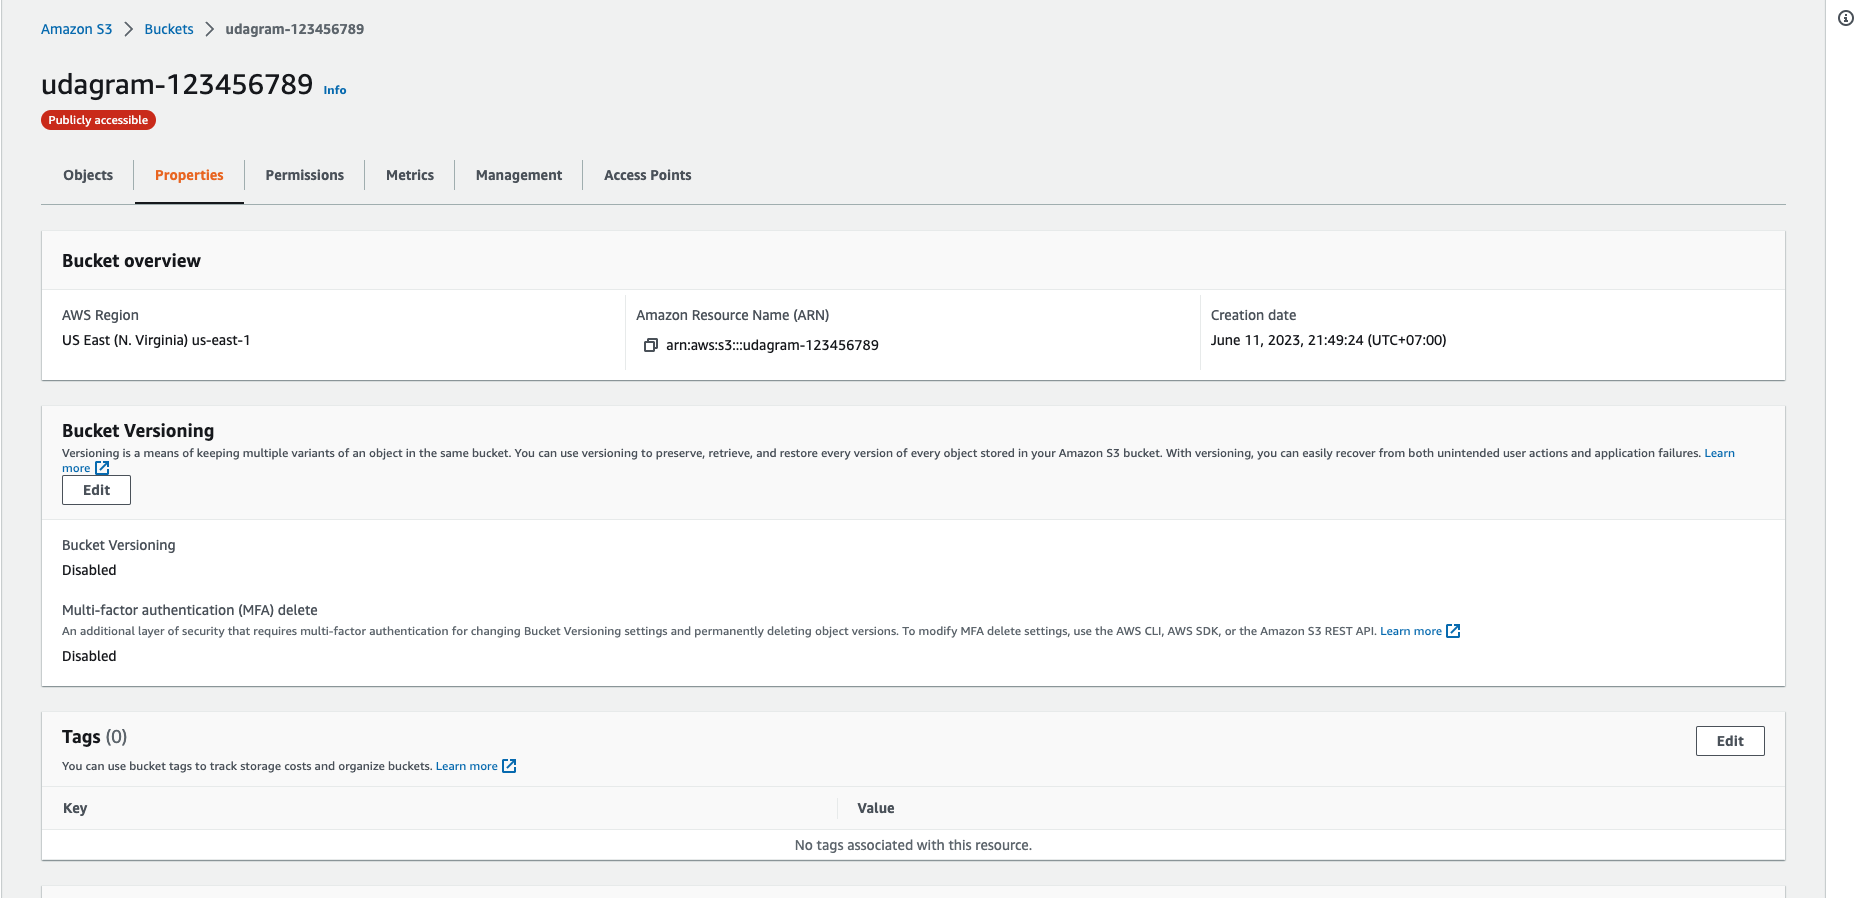 Amazon S3 > Buckets > udagram-123456789
udagram-123456789 Info
Publicly accessible
Objects Properties Permissions Metrics Management Access Points
Bucket overview
AWS Region
US East (N. Virginia) us-east-1
Amazon Resource Name (ARN)
arn:aws:s3:::udagram-123456789
Creation date
June 11, 2023, 21:49:24 (UTC+07:00)
Bucket Versioning
Versioning is a means of keeping multiple variants of an object in the same bucket. You can use versioning to preserve, retrieve, and restore every version of every object stored in your Amazon S3 bucket. With versioning, you can easily recover from both unintended user actions and application failures. Learn
more
Edit
Bucket Versioning
Disabled
Multi-factor authentication (MFA) delete
An additional layer of security that requires multi-factor authentication for changing Bucket Versioning settings and permanently deleting object versions. To modify MFA delete settings, use the AWS CLI, AWS SDK, or the Amazon S3 REST API. Learn more
Disabled
Tags (0)
Edit
You can use bucket tags to track storage costs and organize buckets. Learn more
Key Value
No tags associated with this resource.